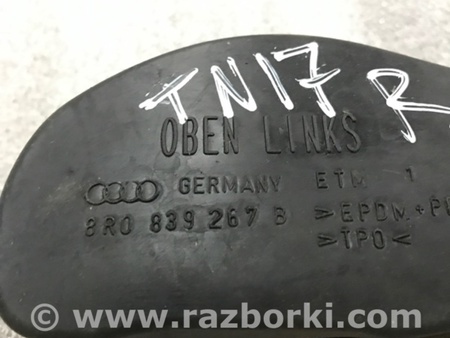 TN17 R
OBEN LINKS
GERMANY ETM 1
8R0 839 267 B >EPDM+P
>TPO<
www.razborki.com